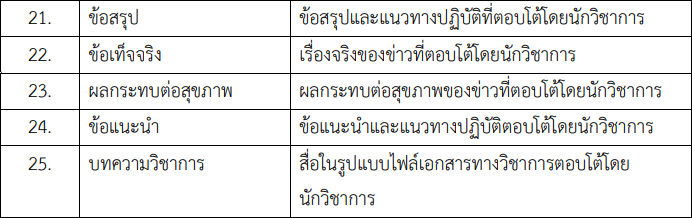 21. ข้อสรุป ข้อสรุปและแนวทางปฏิบัติที่ตอบโต้โดยนักวิชาการ
22. ข้อเท็จจริง เรื่องจริงของข่าวที่ตอบโต้โดยนักวิชาการ
23. ผลกระทบต่อสุขภาพ ผลกระทบต่อสุขภาพของข่าวที่ตอบโต้โดยนักวิชาการ
24. ข้อแนะนำ ข้อแนะนำและแนวทางปฏิบัติตอบโต้โดยนักวิชาการ
25. บทความวิชาการ สื่อในรูปแบบไฟล์เอกสารทางวิชาการตอบโต้โดย
นักวิชาการ